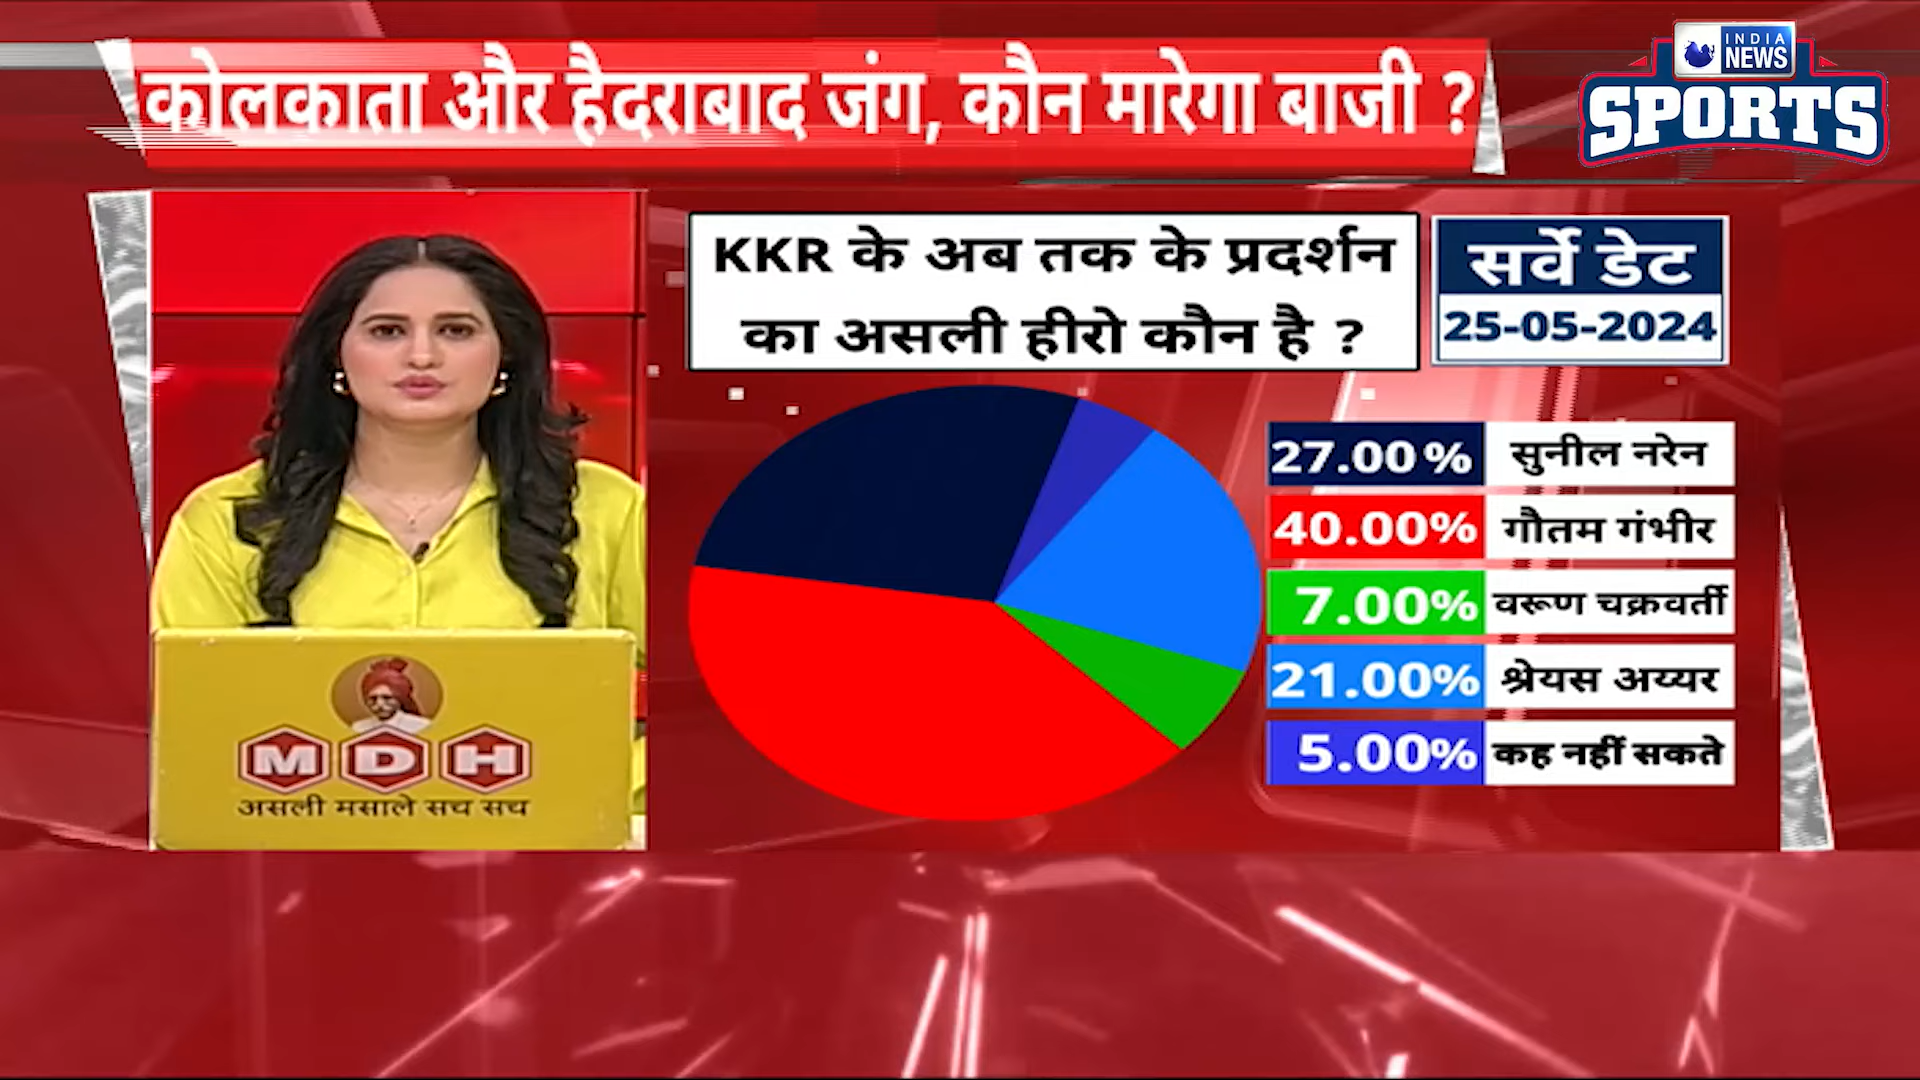 कोलकाता और हैदराबाद जंग, कौन मारेगा बाजी ?
INDIA
NEWS
SPORTS
KKR के अब तक के प्रदर्शन
का असली हीरो कौन है ?
सर्वे डेट
25-05-2024
27.00% सुनील नरेन
40.00% गौतम गंभीर
7.00% वरूण चक्रवर्ती
21.00% श्रेयस अय्यर
5.00% कह नहीं सकते
MDH
असली मसाले सच सच